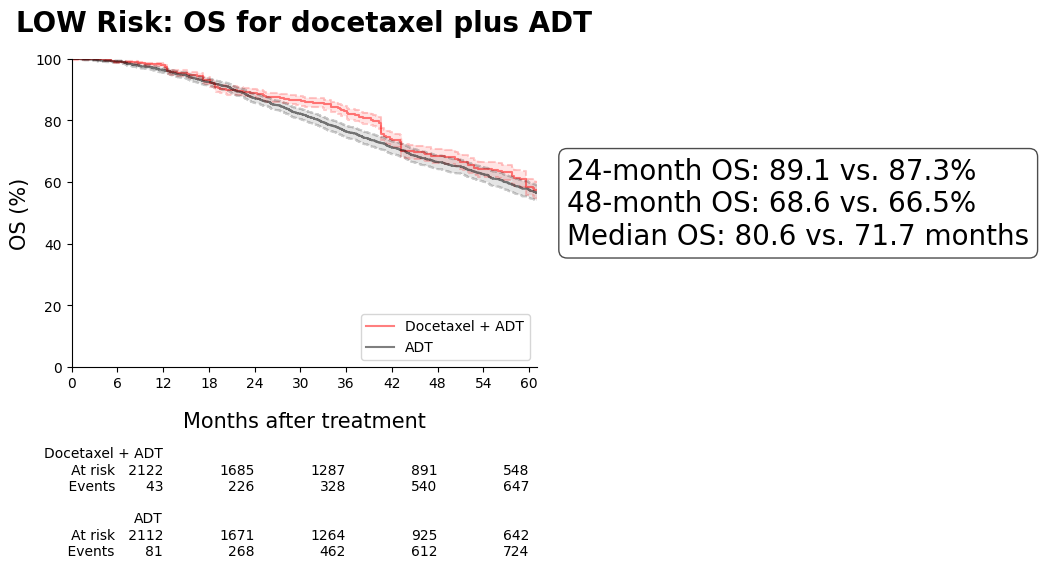 LOW Risk: OS for docetaxel plus ADT
100
80
60
40
20
0
OS (%)
0 6 12 18 24 30 36 42 48 54 60
Months after treatment
Docetaxel + ADT
ADT
24-month OS: 89.1 vs. 87.3%
48-month OS: 68.6 vs. 66.5%
Median OS: 80.6 vs. 71.7 months
Docetaxel + ADT
At risk 2122 1685 1287 891 548
Events 43 226 328 540 647
ADT
At risk 2112 1671 1264 925 642
Events 81 268 462 612 724